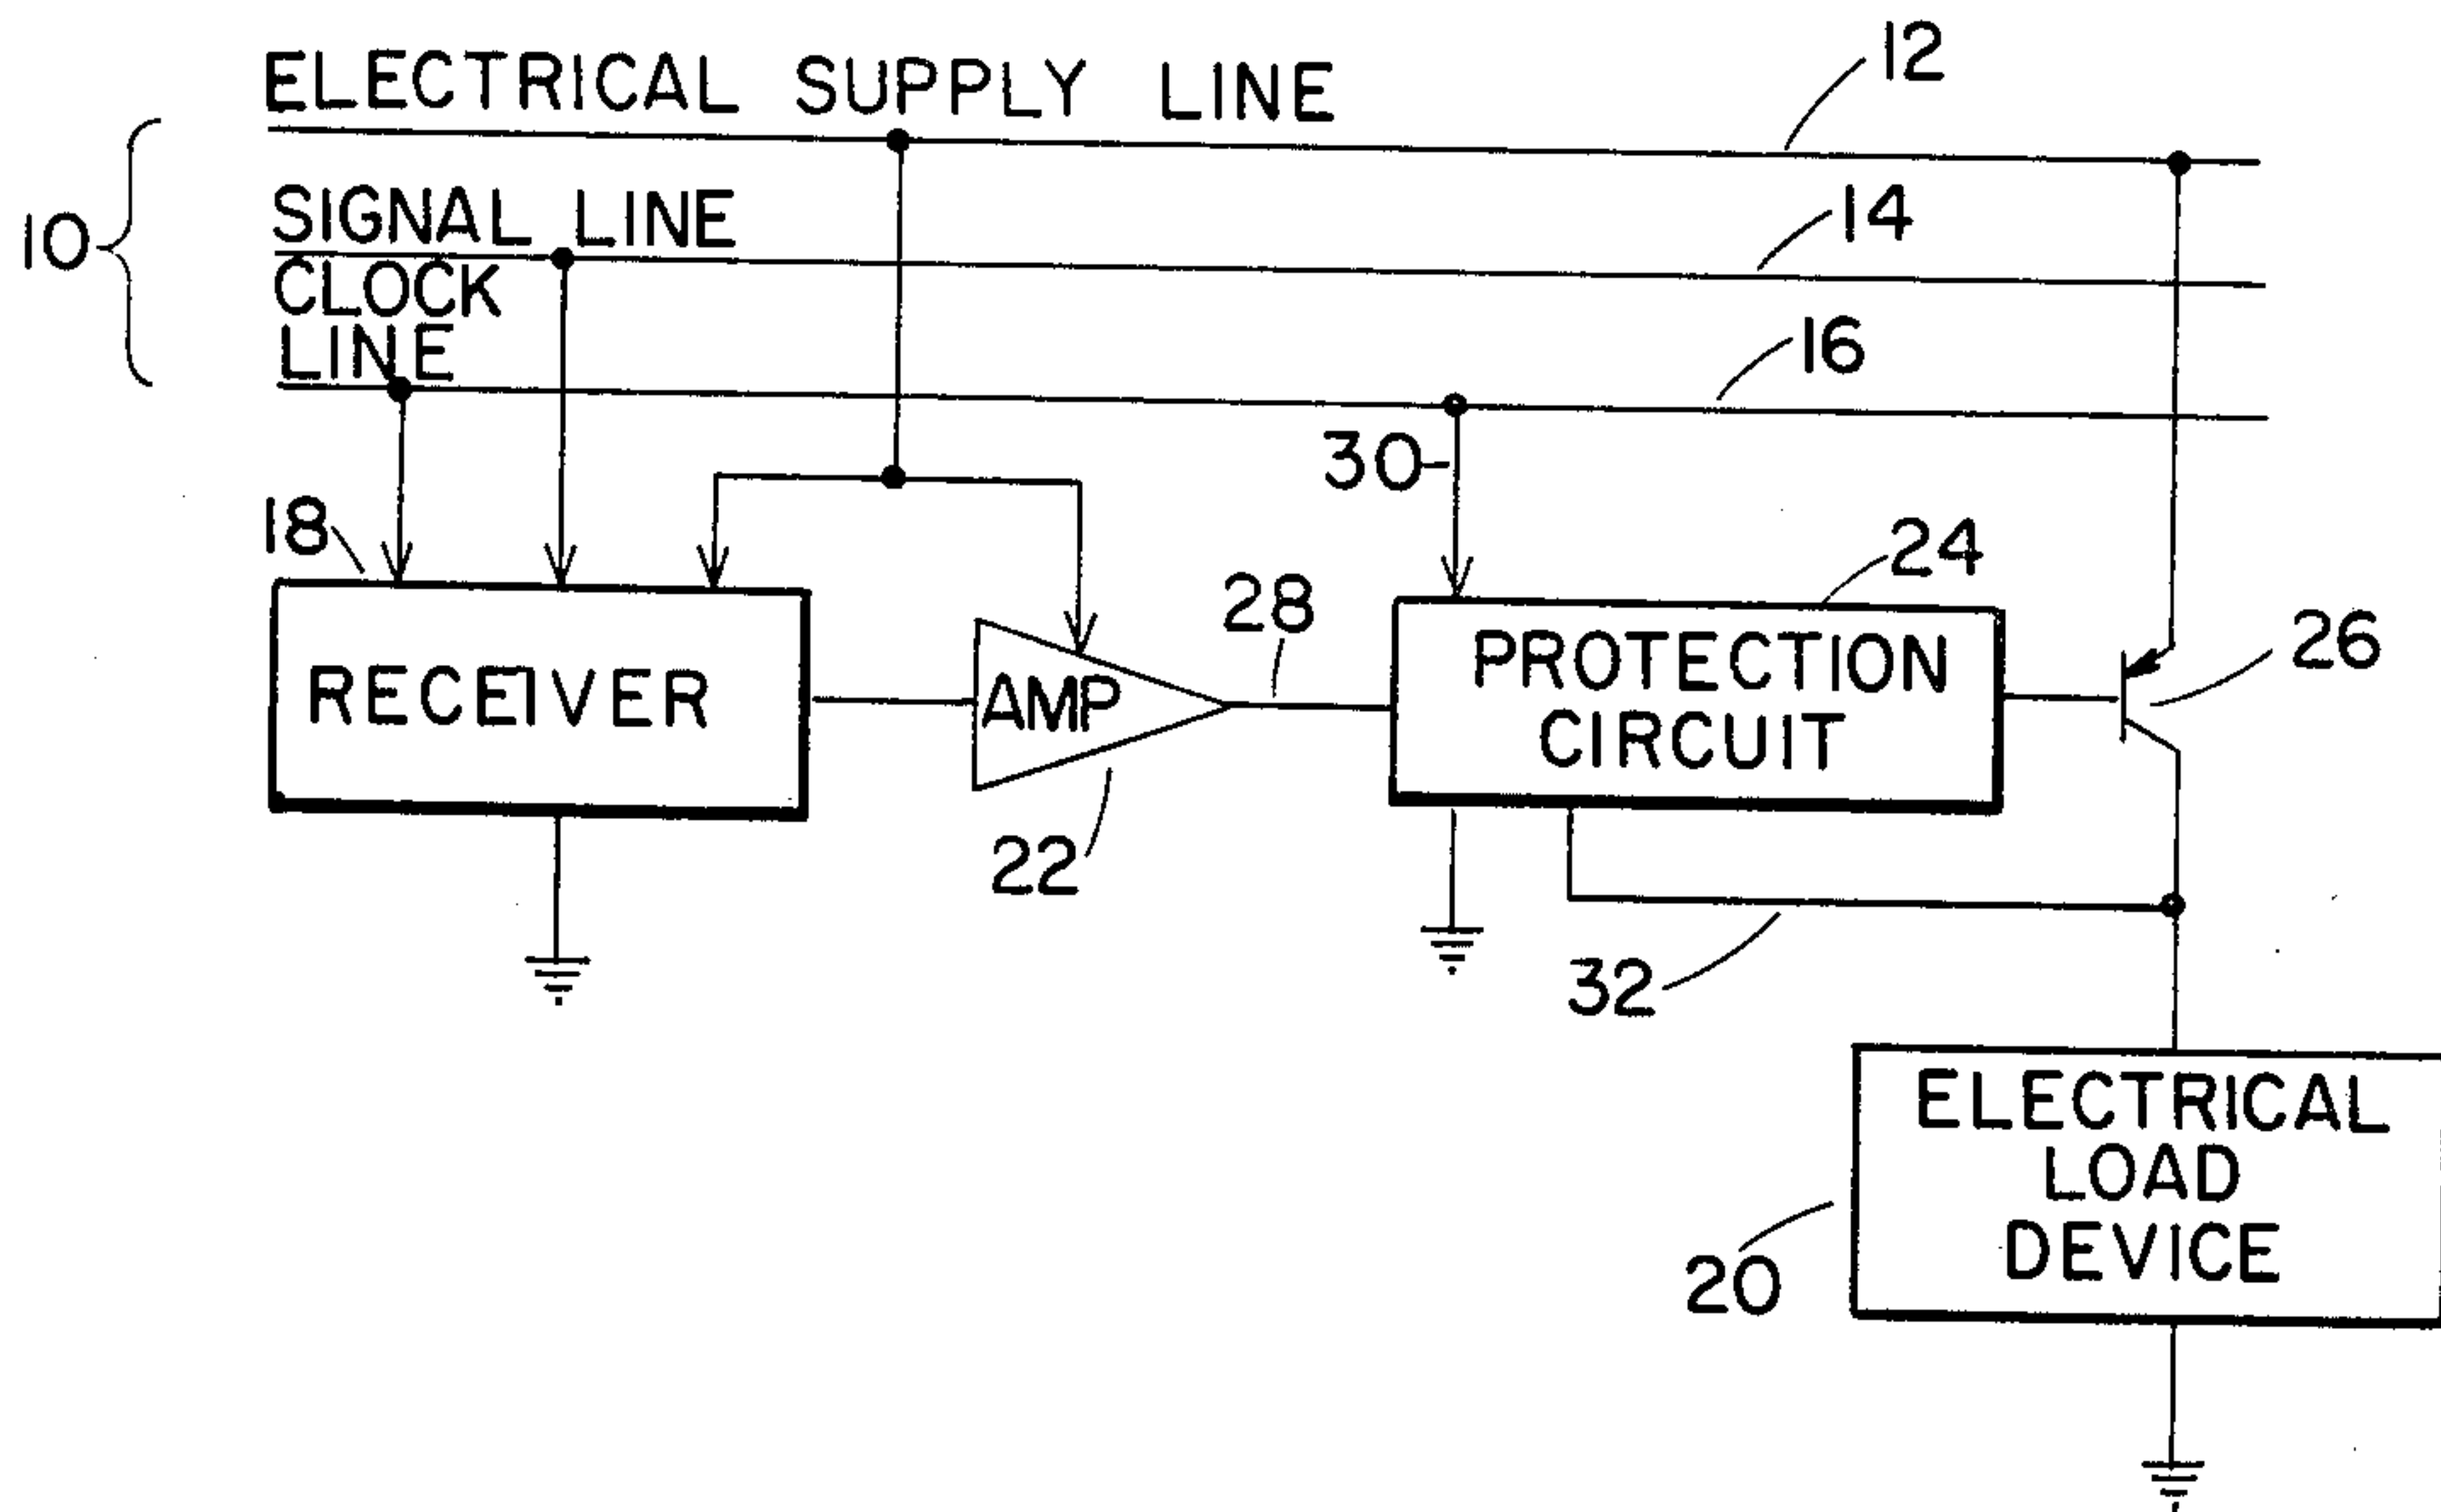 ELECTRICAL SUPPLY LINE
12
SIGNAL LINE
14
10
CLOCK
LINE
16
30
18
24
28
26
RECEIVER
AMP
PROTECTION
CIRCUIT
22
32
ELECTRICAL
LOAD
DEVICE
20